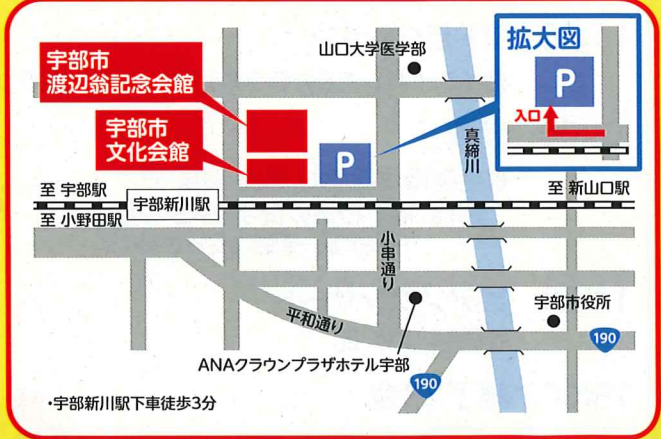 宇部市
渡辺翁記念会館
宇部市
文化会館
山口大学医学部
拡大図
P
入口
P
真締川
至 宇部駅
宇部新川駅
至 新山口駅
至 小野田駅
小串通り
平和通り
宇部市役所
190
ANAクラウンプラザホテル宇部
190
・宇部新川駅下車徒歩3分